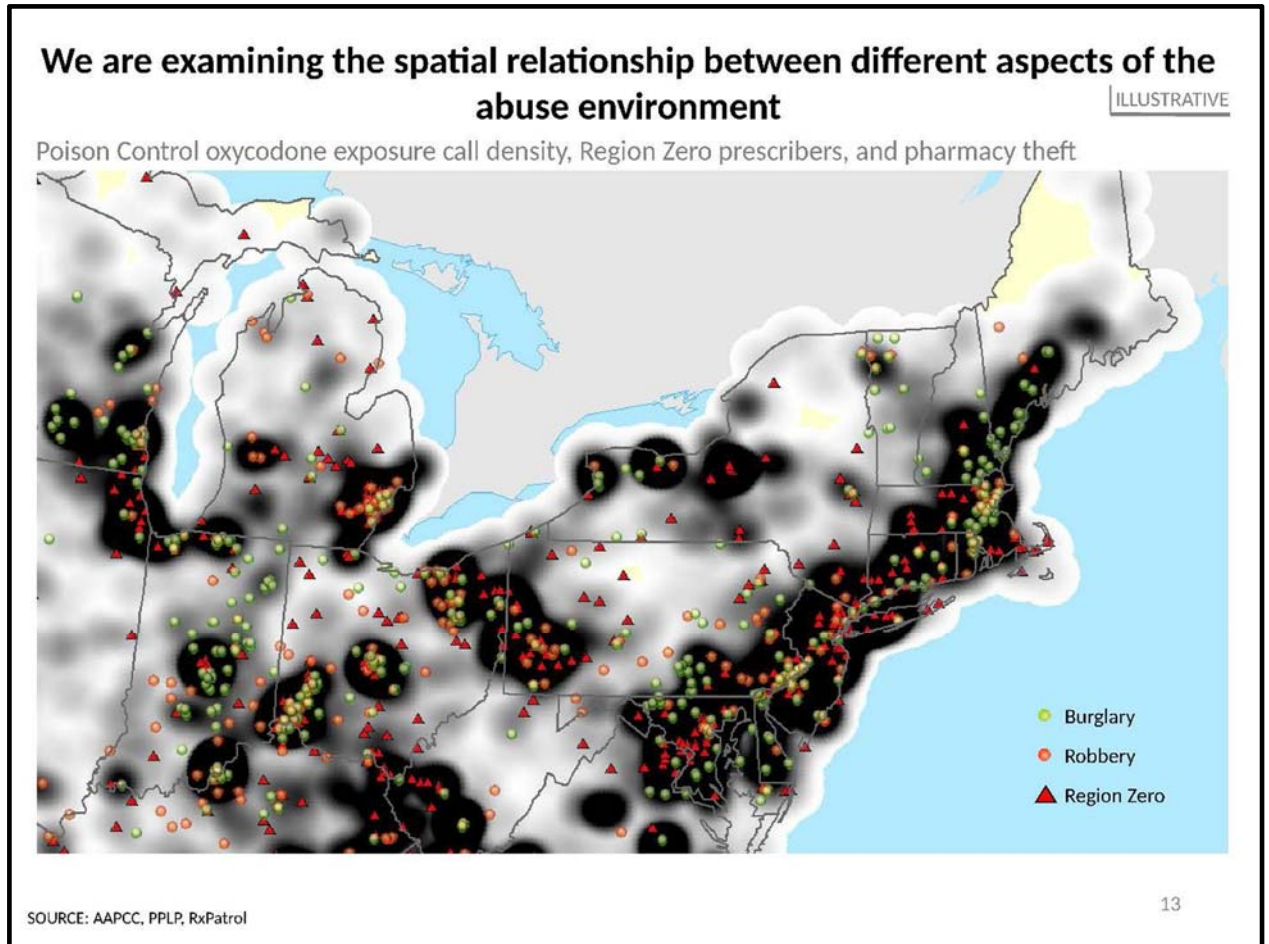 We are examining the spatial relationship between different aspects of the
abuse environment
ILLUSTRATIVE
Poison Control oxycodone exposure call density, Region Zero prescribers, and pharmacy theft
Burglary
Robbery
Region Zero
SOURCE: AAPCC, PPLP, RxPatrol
13